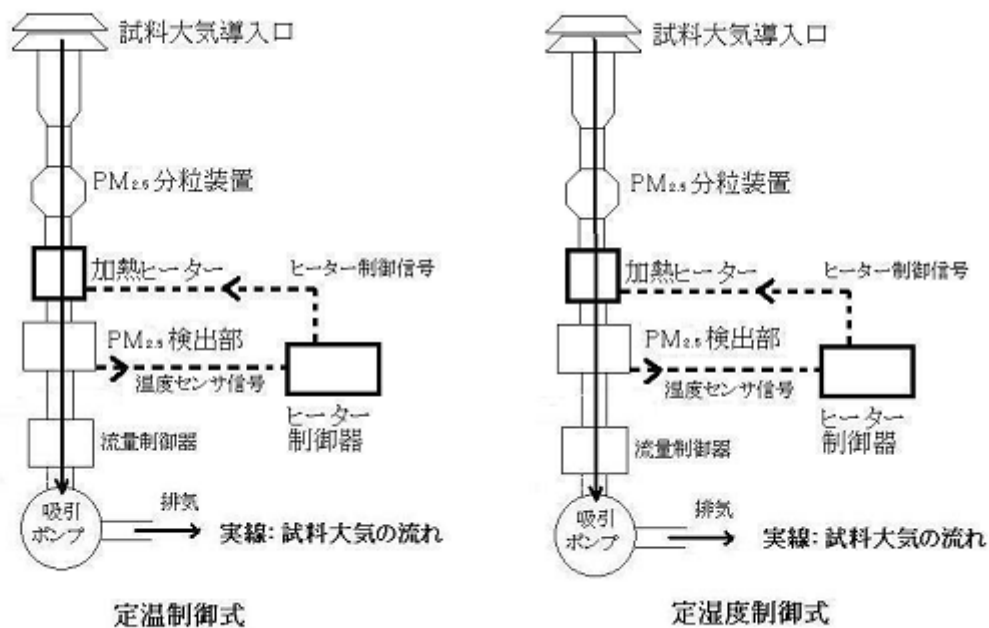 試料大気導入口
PM2.5分粒装置
加熱ヒーター
ヒーター制御信号
PM2.5検出部
温度センサ信号
ヒーター
制御器
流量制御器
吸引
ポンプ
排気
実線：試料大気の流れ
定温制御式
試料大気導入口
PM2.5分粒装置
加熱ヒーター
ヒーター制御信号
PM2.5検出部
温度センサ信号
ヒーター
制御器
流量制御器
吸引
ポンプ
排気
実線：試料大気の流れ
定湿度制御式